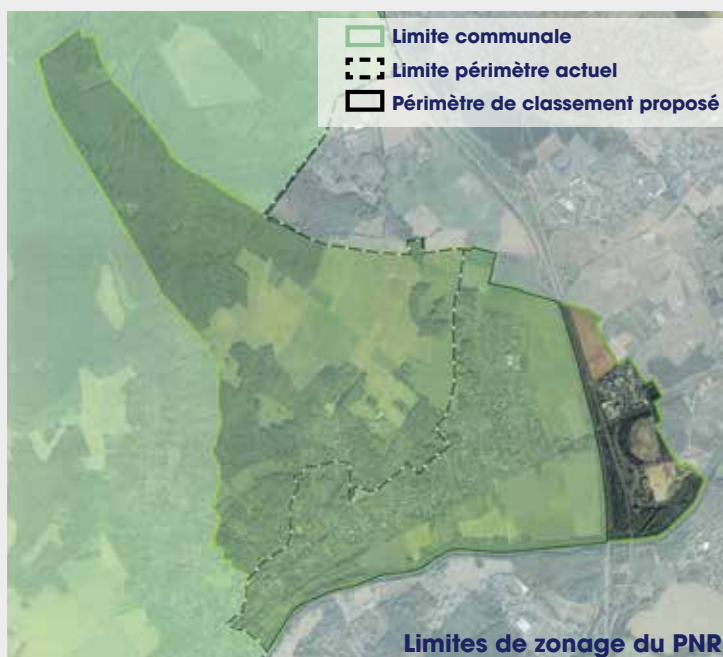 Limite communale
Limite périmètre actuel
Périmètre de classement proposé
Limites de zonage du PNR